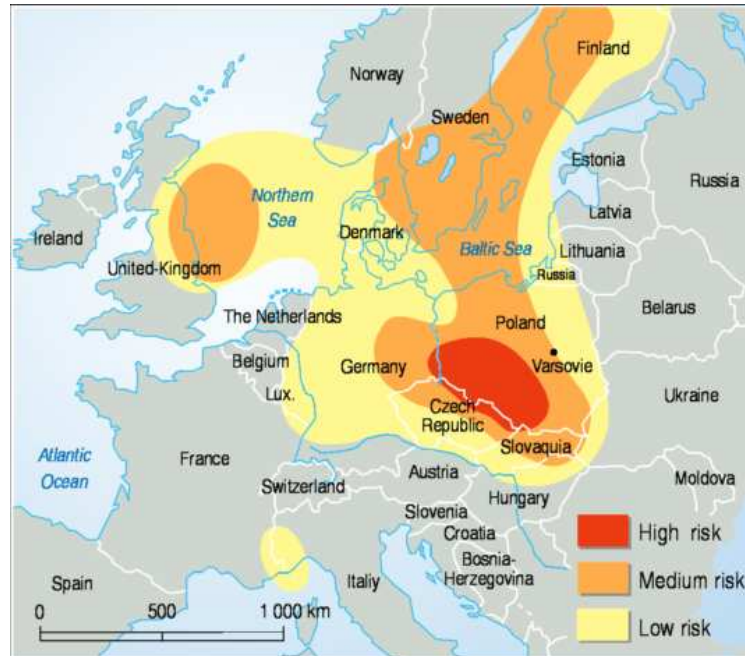 Finland
Norway
Sweden
Estonia
Russia
Northern
Sea
Latvia
Denmark
Ireland
Baltic Sea
Lithuania
United-Kingdom
Russia
Belarus
The Netherlands
Poland
Belgium
Germany
Varsovie
Lux.
Czech
Republic
Ukraine
Slovaquia
France
Atlantic
Ocean
Austria
Switzerland
Moldova
Hungary
Slovenia
Croatia
High risk
Bosnia-
Herzegovina
Spain
Italiy
Medium risk
0 500 1 000 km
Low risk